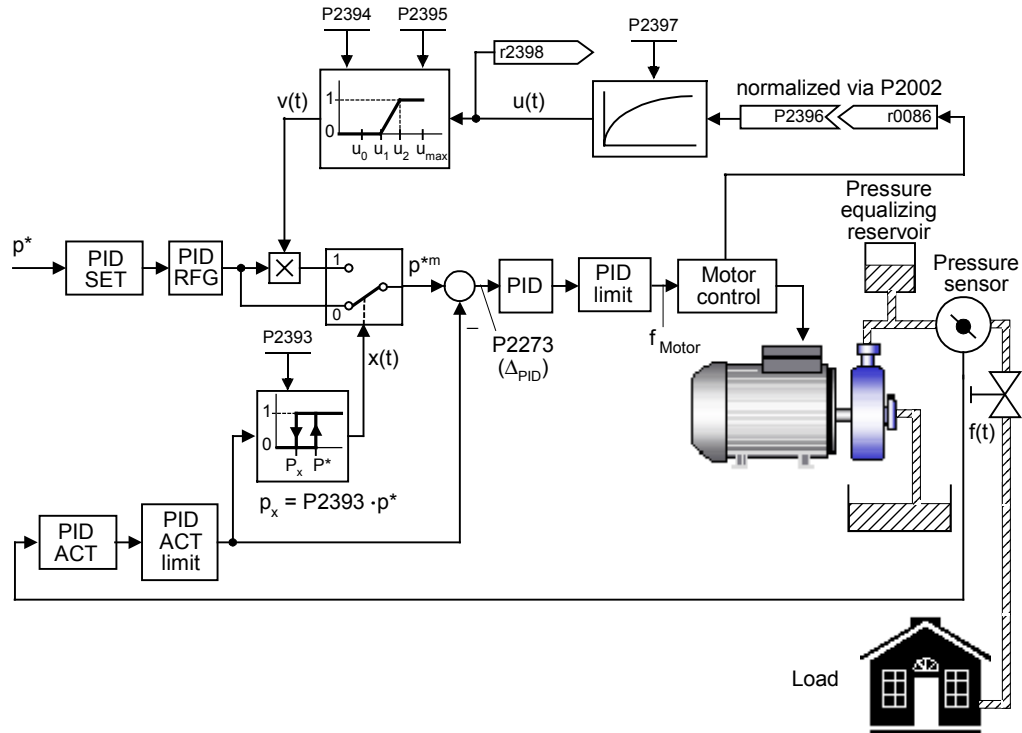 P2394
P2395
r2398
P2397
normalized via P2002
v(t)
1
0
u0 u1 u2 umax
u(t)
P2396
r0086
Pressure
equalizing
reservoir
Pressure
sensor
p*
PID
SET
PID
RFG
×
1
0
p*m
–
PID
PID
limit
Motor
control
P2273
(ΔPID)
fMotor
x(t)
P2393
1
0
Px P*
px = P2393 · p*
f(t)
PID
ACT
PID
ACT
limit
Load